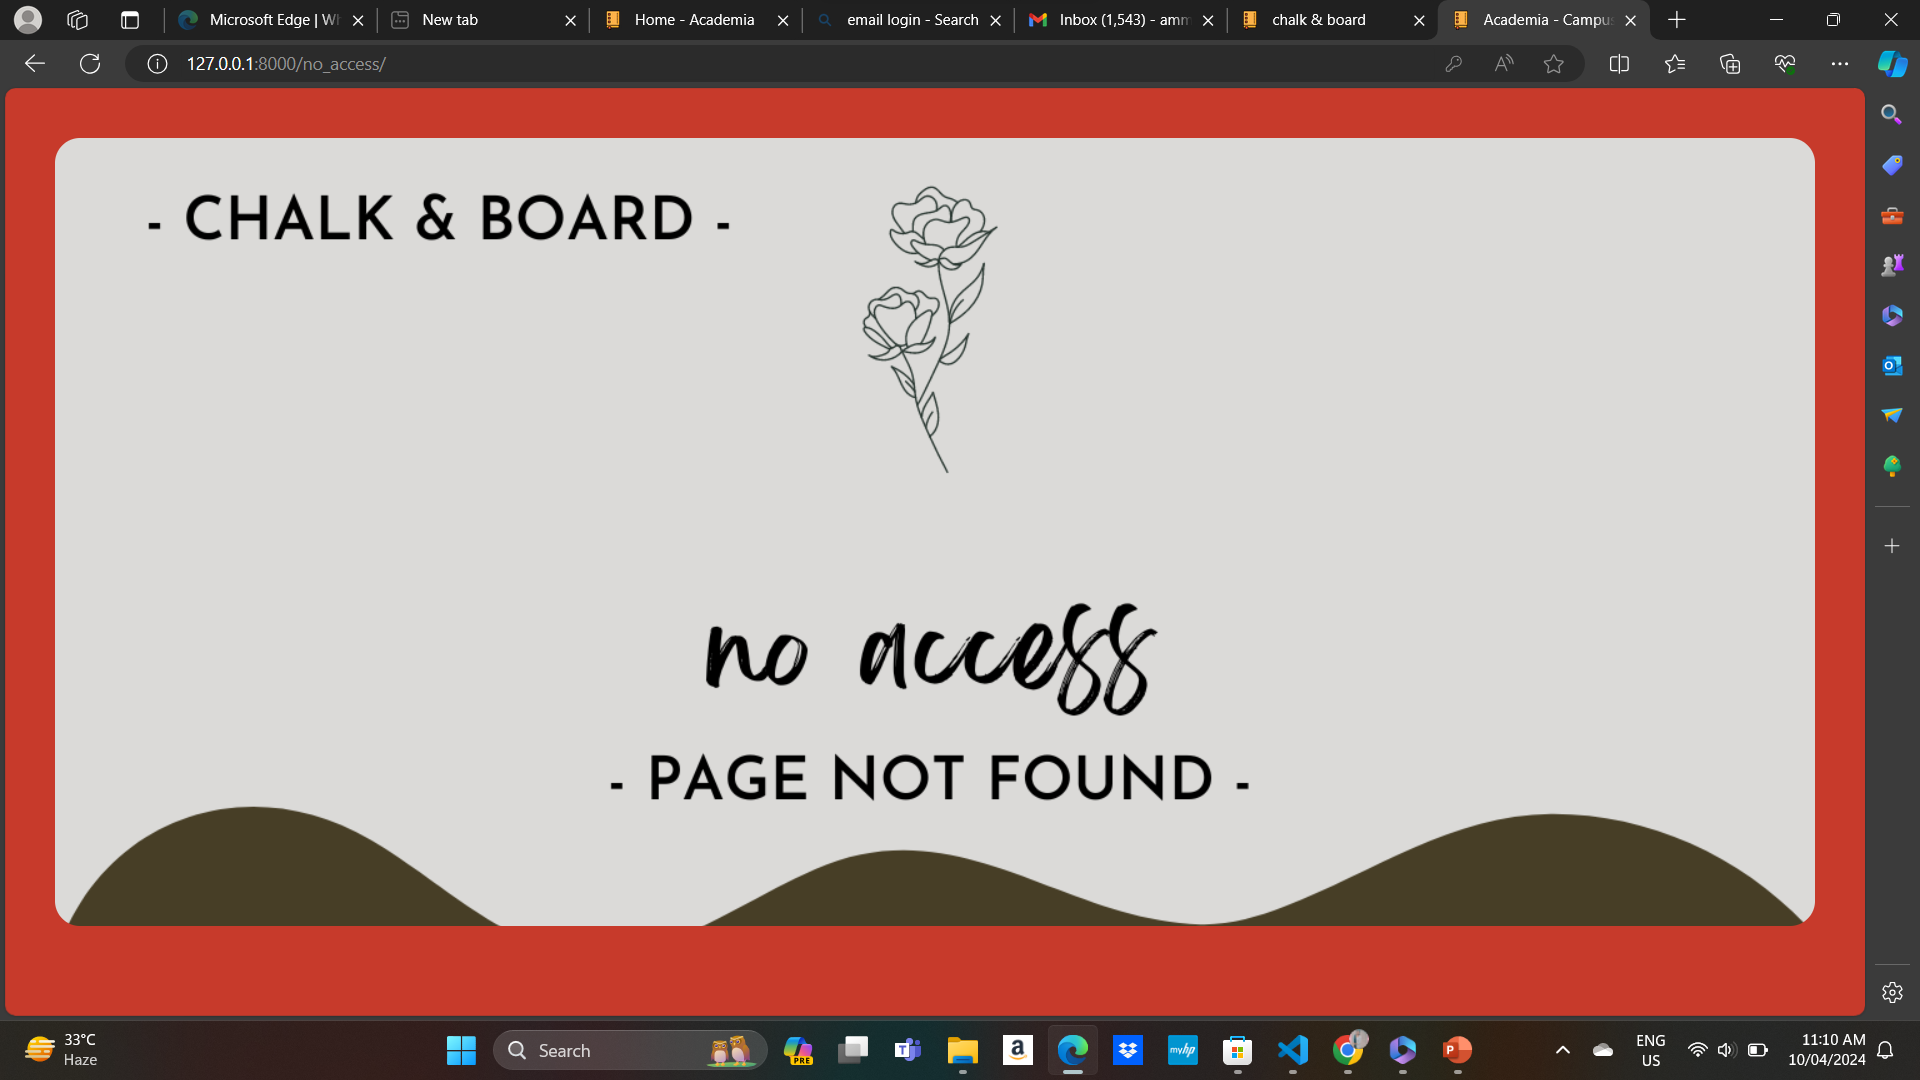 Microsoft Edge | Wh
New tab
Home - Academia
email login - Search
Inbox (1,543) - amm
chalk & board
Academia - Campus
127.0.0.1:8000/no_access/
- CHALK & BOARD -
no access
- PAGE NOT FOUND -
33°C
Haze
Search
PRE
T
a
myhp
P
ENG
US
11:10 AM
10/04/2024